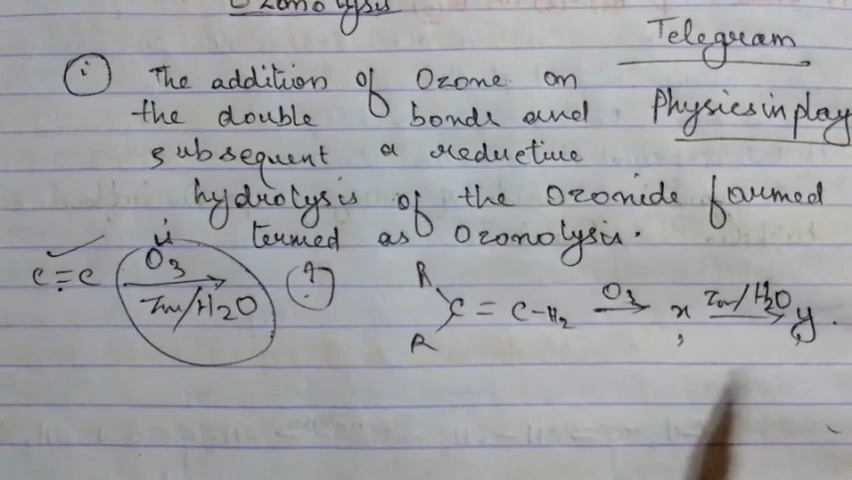 Ozonolysis
Telegram
Physicsinplay
(i) The addition of Ozone on
the double bonds and
subsequent a reductive
hydrolysis of the Ozonide formed
is termed as Ozonolysis.
C=C O3 Zn/H2O (?)
R R C = C-H2 O3 x, Zn/H2O y.